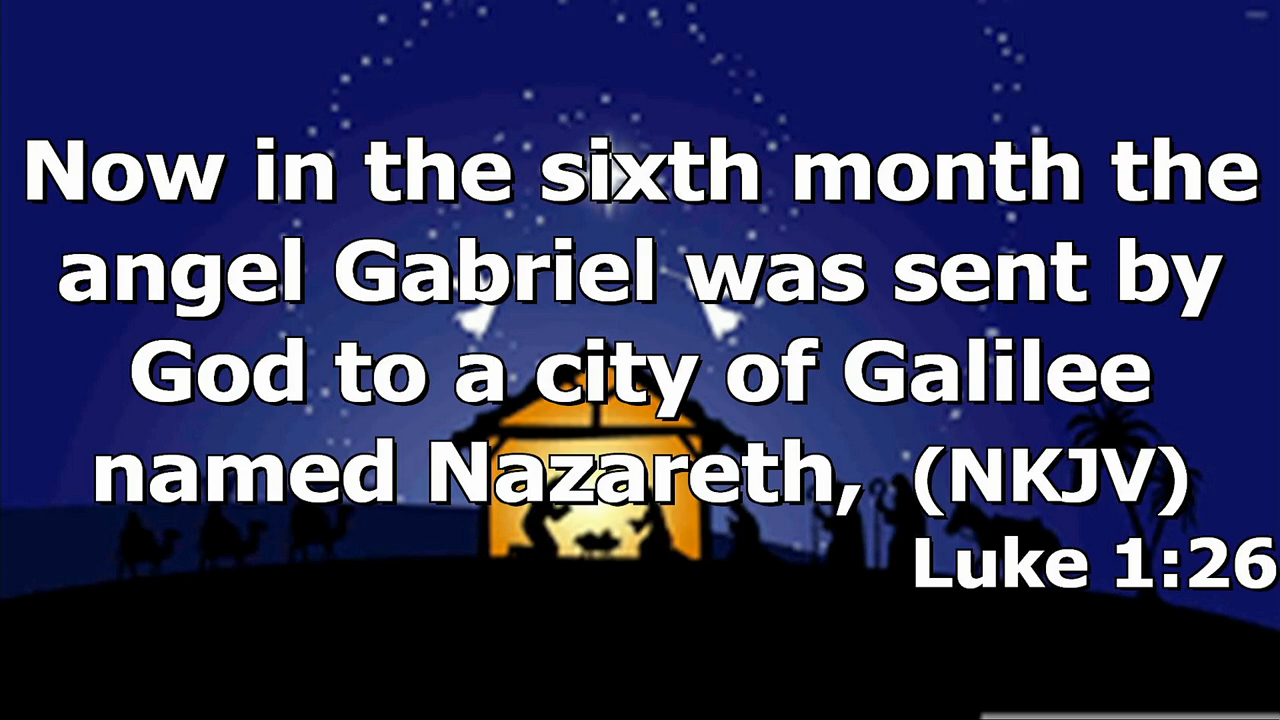 Now in the sixth month the
angel Gabriel was sent by
God to a city of Galilee
named Nazareth, (NKJV)
Luke 1:26